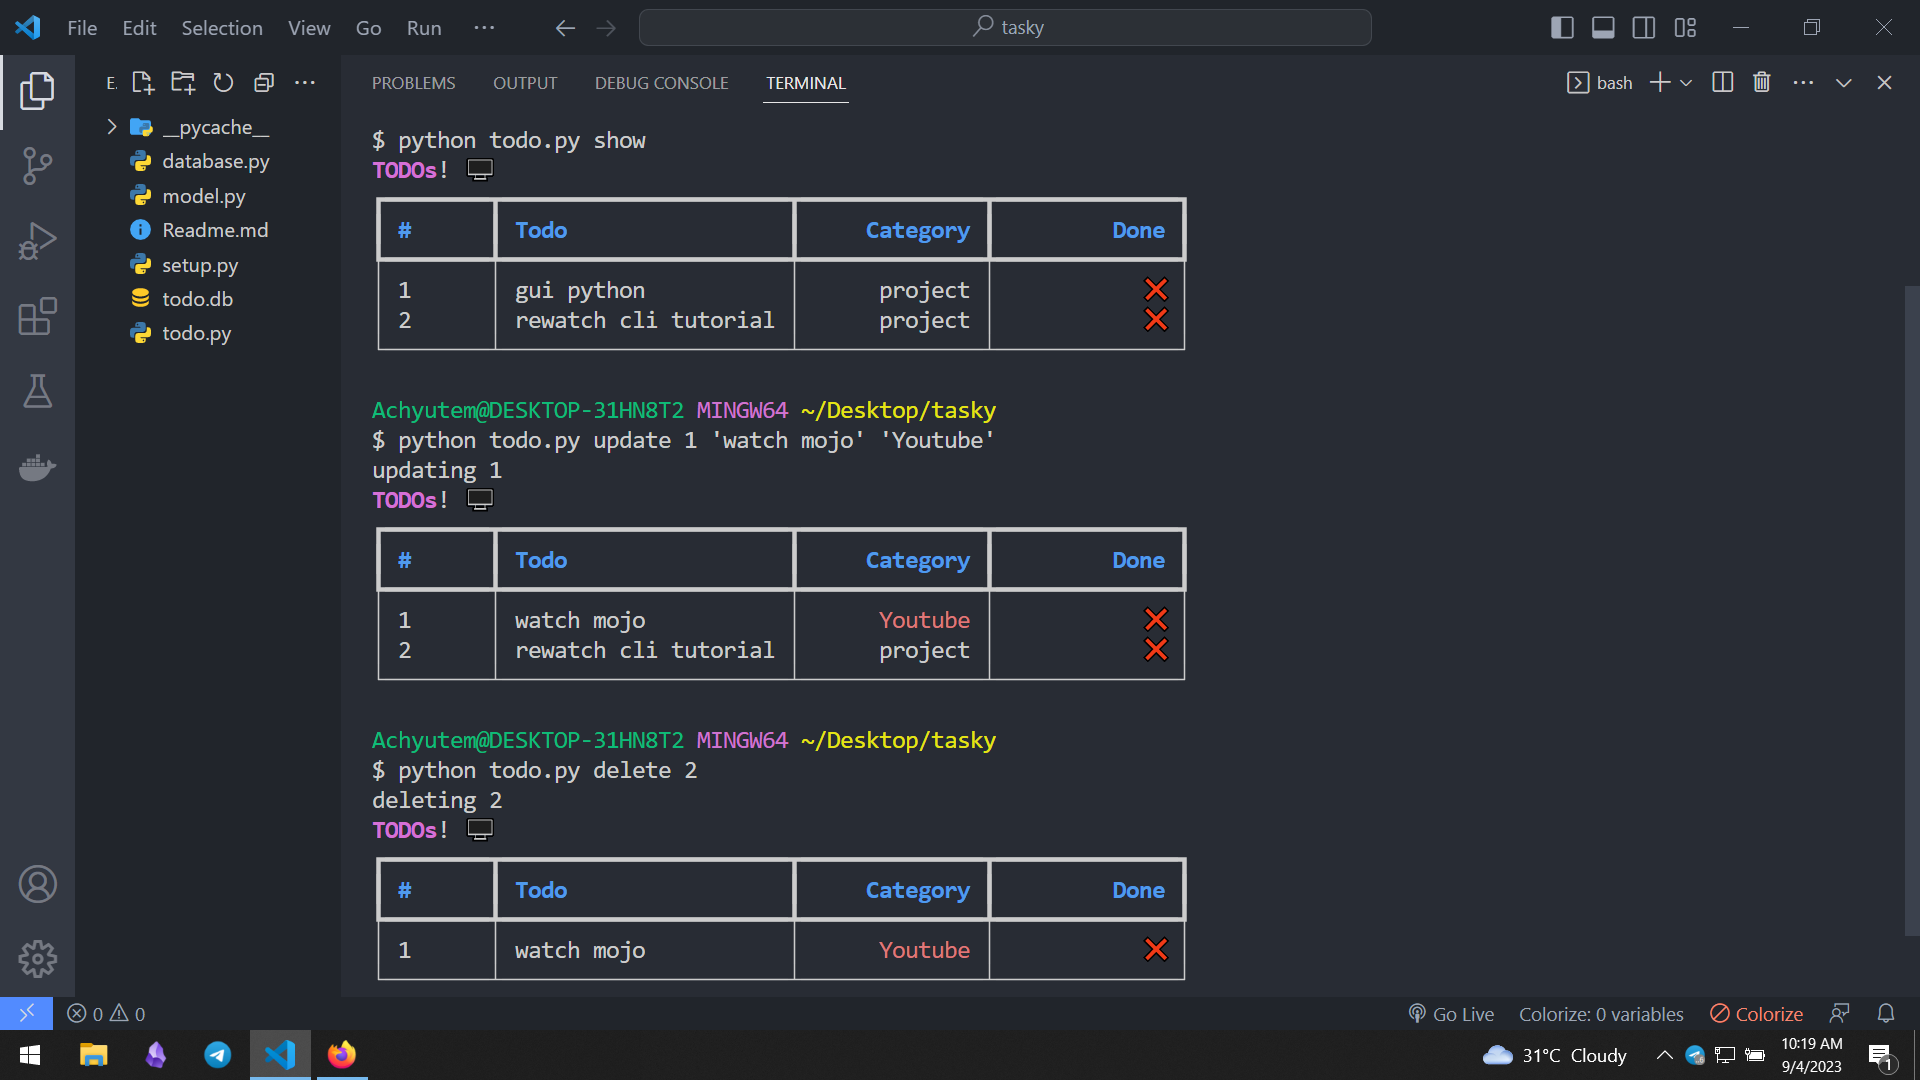 File Edit Selection View Go Run ···
tasky
E.
PROBLEMS OUTPUT DEBUG CONSOLE TERMINAL
bash
__pycache__
database.py
model.py
Readme.md
setup.py
todo.db
todo.py
$ python todo.py show
TODOs!
# Todo Category Done
1 gui python project ❌
2 rewatch cli tutorial project ❌
Achyutem@DESKTOP-31HN8T2 MINGW64 ~/Desktop/tasky
$ python todo.py update 1 'watch mojo' 'Youtube'
updating 1
TODOs!
# Todo Category Done
1 watch mojo Youtube ❌
2 rewatch cli tutorial project ❌
Achyutem@DESKTOP-31HN8T2 MINGW64 ~/Desktop/tasky
$ python todo.py delete 2
deleting 2
TODOs!
# Todo Category Done
1 watch mojo Youtube ❌
0 0
Go Live Colorize: 0 variables Colorize
31°C Cloudy
10:19 AM
9/4/2023
1